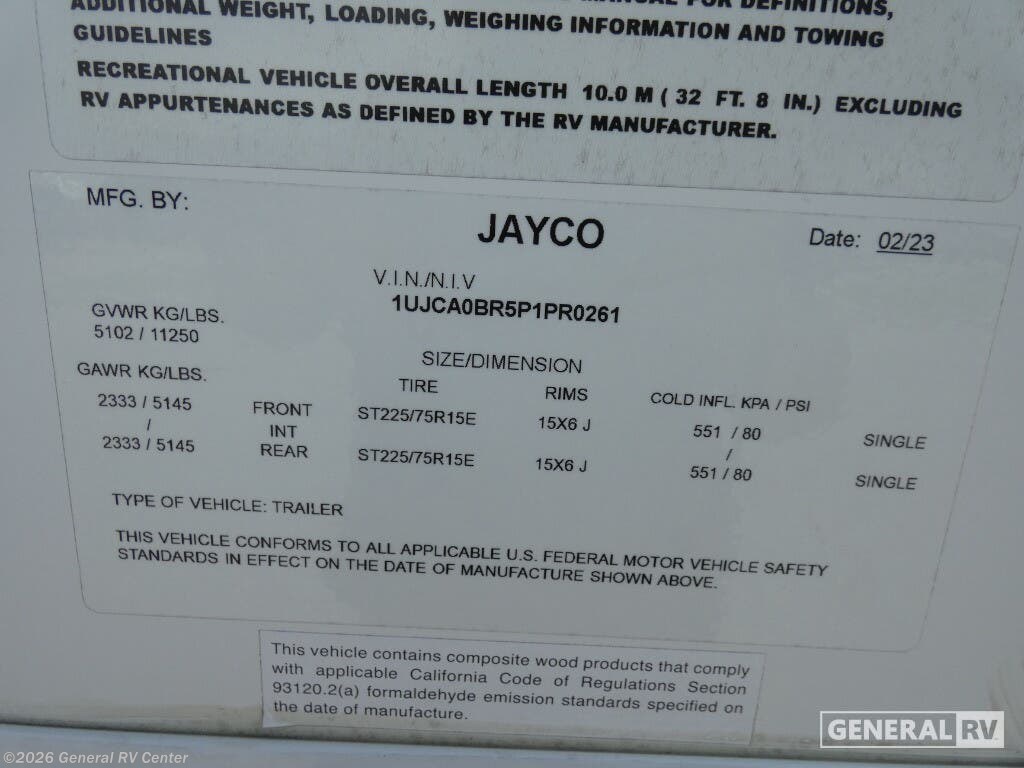 ADDITIONAL WEIGHT, LOADING, WEIGHING INFORMATION AND TOWING
GUIDELINES
RECREATIONAL VEHICLE OVERALL LENGTH 10.0 M ( 32 FT. 8 IN.) EXCLUDING
RV APPURTENANCES AS DEFINED BY THE RV MANUFACTURER.
MFG. BY:
JAYCO
Date: 02/23
V.I.N./N.I.V
1UJCA0BR5P1PR0261
GVWR KG/LBS.
5102 / 11250
SIZE/DIMENSION
GAWR KG/LBS. TIRE RIMS COLD INFL. KPA / PSI
2333 / 5145 FRONT ST225/75R15E 15X6 J 551 / 80 SINGLE
/ INT /
2333 / 5145 REAR ST225/75R15E 15X6 J 551 / 80 SINGLE
TYPE OF VEHICLE: TRAILER
THIS VEHICLE CONFORMS TO ALL APPLICABLE U.S. FEDERAL MOTOR VEHICLE SAFETY
STANDARDS IN EFFECT ON THE DATE OF MANUFACTURE SHOWN ABOVE.
This vehicle contains composite wood products that comply
with applicable California Code of Regulations Section
93120.2(a) formaldehyde emission standards specified on
the date of manufacture.
GENERAL RV
©2026 General RV Center